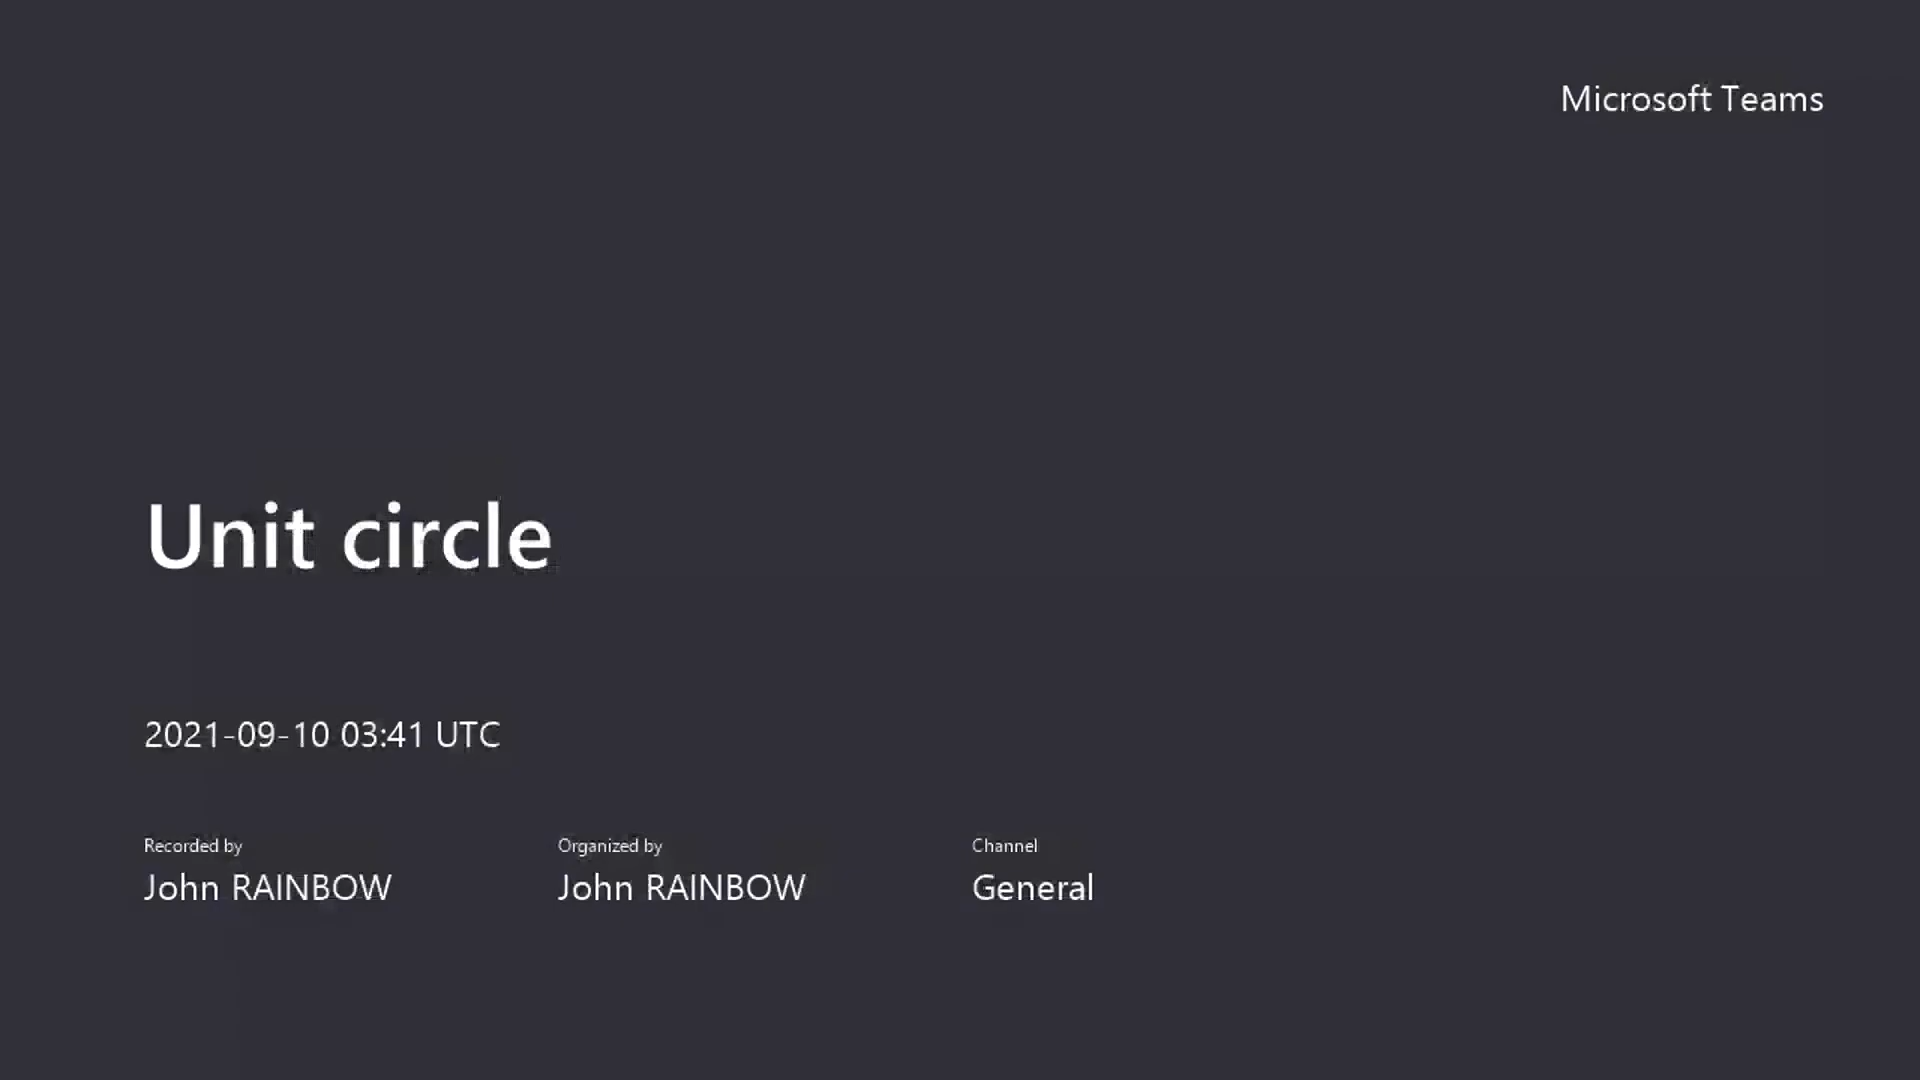 Microsoft Teams
Unit circle
2021-09-10 03:41 UTC
Recorded by
John RAINBOW
Organized by
John RAINBOW
Channel
General